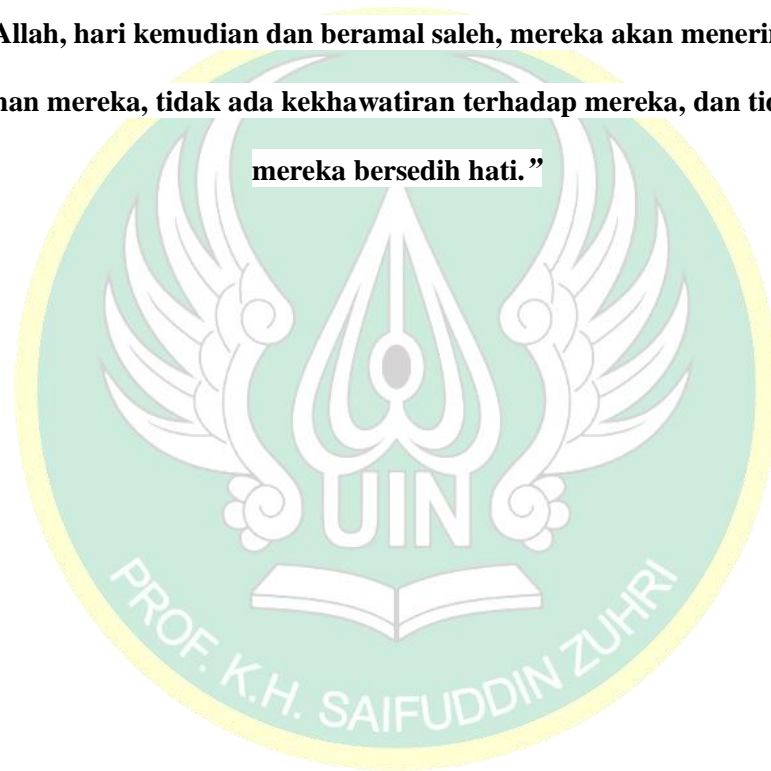 Allah, hari kemudian dan beramal saleh, mereka akan
mereka, tidak ada kekhawatiran terhadap mereka, dan
mereka bersedih hati.”
UIN
PROF. K.H. SAIFUDDIN ZUHRI